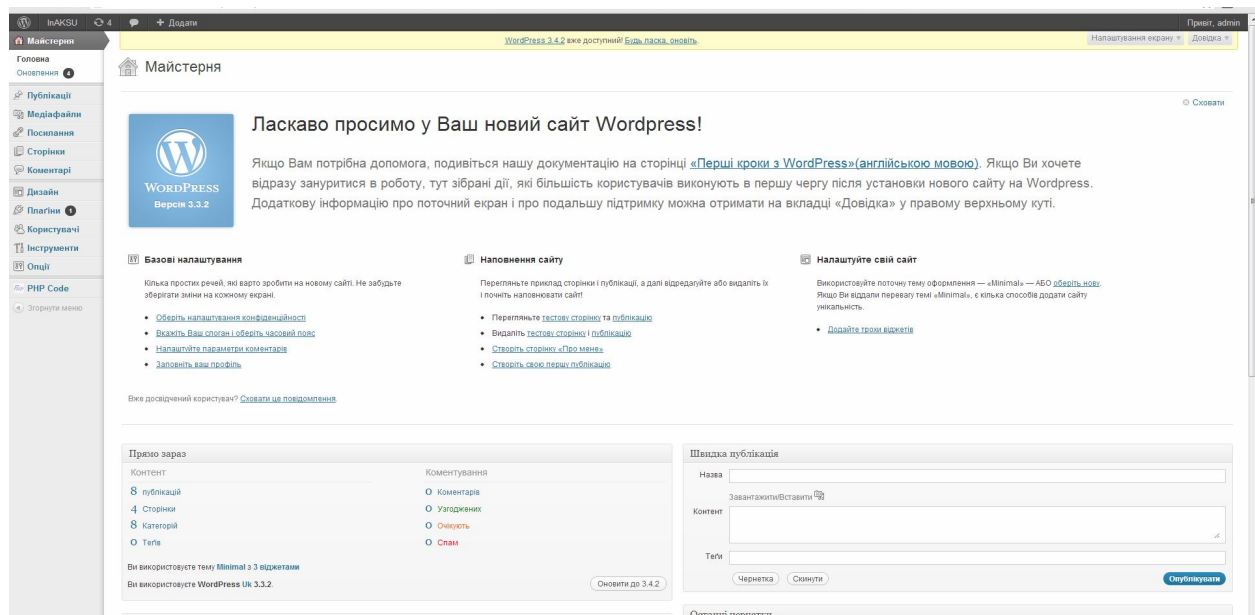 InAKSU 4 + Додати Привіт, admin
Майстерня
WordPress 3.4.2 вже доступний! Будь ласка, оновіть.
Налаштування екрану Довідка
Головна
Оновлення 4
Публікації
Медіафайли
Посилання
Сторінки
Коментарі
Дизайн
Плаґіни 1
Користувачі
Інструменти
Опції
PHP Code
Згорнути меню
Майстерня
Сховати
WORDPRESS
Версія 3.3.2
Ласкаво просимо у Ваш новий сайт Wordpress!
Якщо Вам потрібна допомога, подивіться нашу документацію на сторінці «Перші кроки з WordPress»(англійською мовою). Якщо Ви хочете
відразу зануритися в роботу, тут зібрані дії, які більшість користувачів виконують в першу чергу після установки нового сайту на Wordpress.
Додаткову інформацію про поточний екран і про подальшу підтримку можна отримати на вкладці «Довідка» у правому верхньому куті.
Базові налаштування
Кілька простих речей, які варто зробити на новому сайті. Не забудьте
зберігати зміни на кожному екрані.
Оберіть налаштування конфіденційності
Вкажіть Ваш слоган і оберіть часовий пояс
Налаштуйте параметри коментарів
Заповніть ваш профіль
Наповнення сайту
Перегляньте приклад сторінки і публікації, а далі відредагуйте або видаліть їх
і почніть наповнювати сайт!
Перегляньте тестову сторінку та публікацію
Видаліть тестову сторінку і публікацію
Створіть сторінку «Про мене»
Створіть свою першу публікацію
Налаштуйте свій сайт
Використовуйте поточну тему оформлення — «Minimal» — АБО оберіть нову.
Якщо Ви віддали перевагу темі «Minimal», є кілька способів додати сайту
унікальність.
Додайте трохи віджетів
Вже досвідчений користувач? Сховати це повідомлення.
Прямо зараз
Контент
8 публікацій
4 Сторінки
8 Категорій
0 Теґів
Коментування
0 Коментарів
0 Узгоджених
0 Очікують
0 Спам
Ви використовуєте тему Minimal з 3 віджетами
Ви використовуєте WordPress Uk 3.3.2.
Оновити до 3.4.2
Швидка публікація
Назва
Завантажити/Вставити
Контент
Теґи
Чернетка Скинути Опублікувати
Останні чернетки